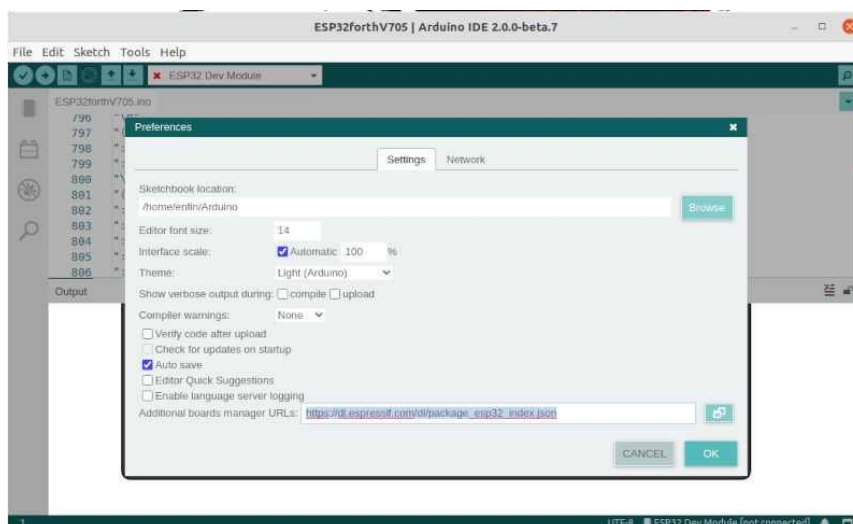 ESP32forthV705 | Arduino IDE 2.0.0-beta.7
File Edit Sketch Tools Help
ESP32 Dev Module
ESP32forthV705.ino
796
797
798
799
800
801
802
803
804
805
806
Preferences
Settings Network
Sketchbook location:
/home/enfin/Arduino
Browse
Editor font size: 14
Interface scale: Automatic 100 %
Theme: Light (Arduino)
Show verbose output during: compile upload
Compiler warnings: None
Verify code after upload
Check for updates on startup
Auto save
Editor Quick Suggestions
Enable language server logging
Additional boards manager URLs: https://dl.espressif.com/dl/package_esp32_index.json
CANCEL OK
Output
1 UTF-8 ESP32 Dev Module [not connected]